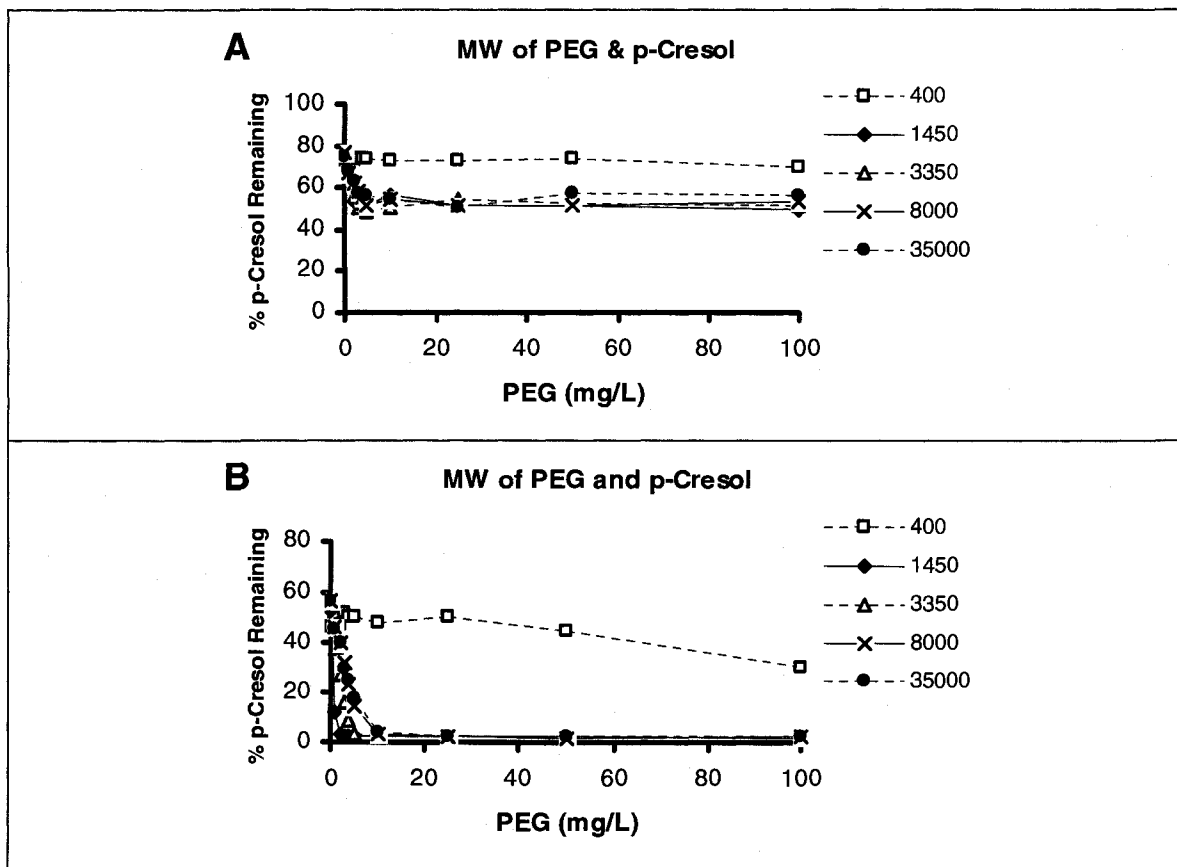 A
MW of PEG & p-Cresol
% p-Cresol Remaining
100
80
60
40
20
0
0 20 40 60 80 100
PEG (mg/L)
400
1450
3350
8000
35000
B
MW of PEG and p-Cresol
% p-Cresol Remaining
80
60
40
20
0
0 20 40 60 80 100
PEG (mg/L)
400
1450
3350
8000
35000